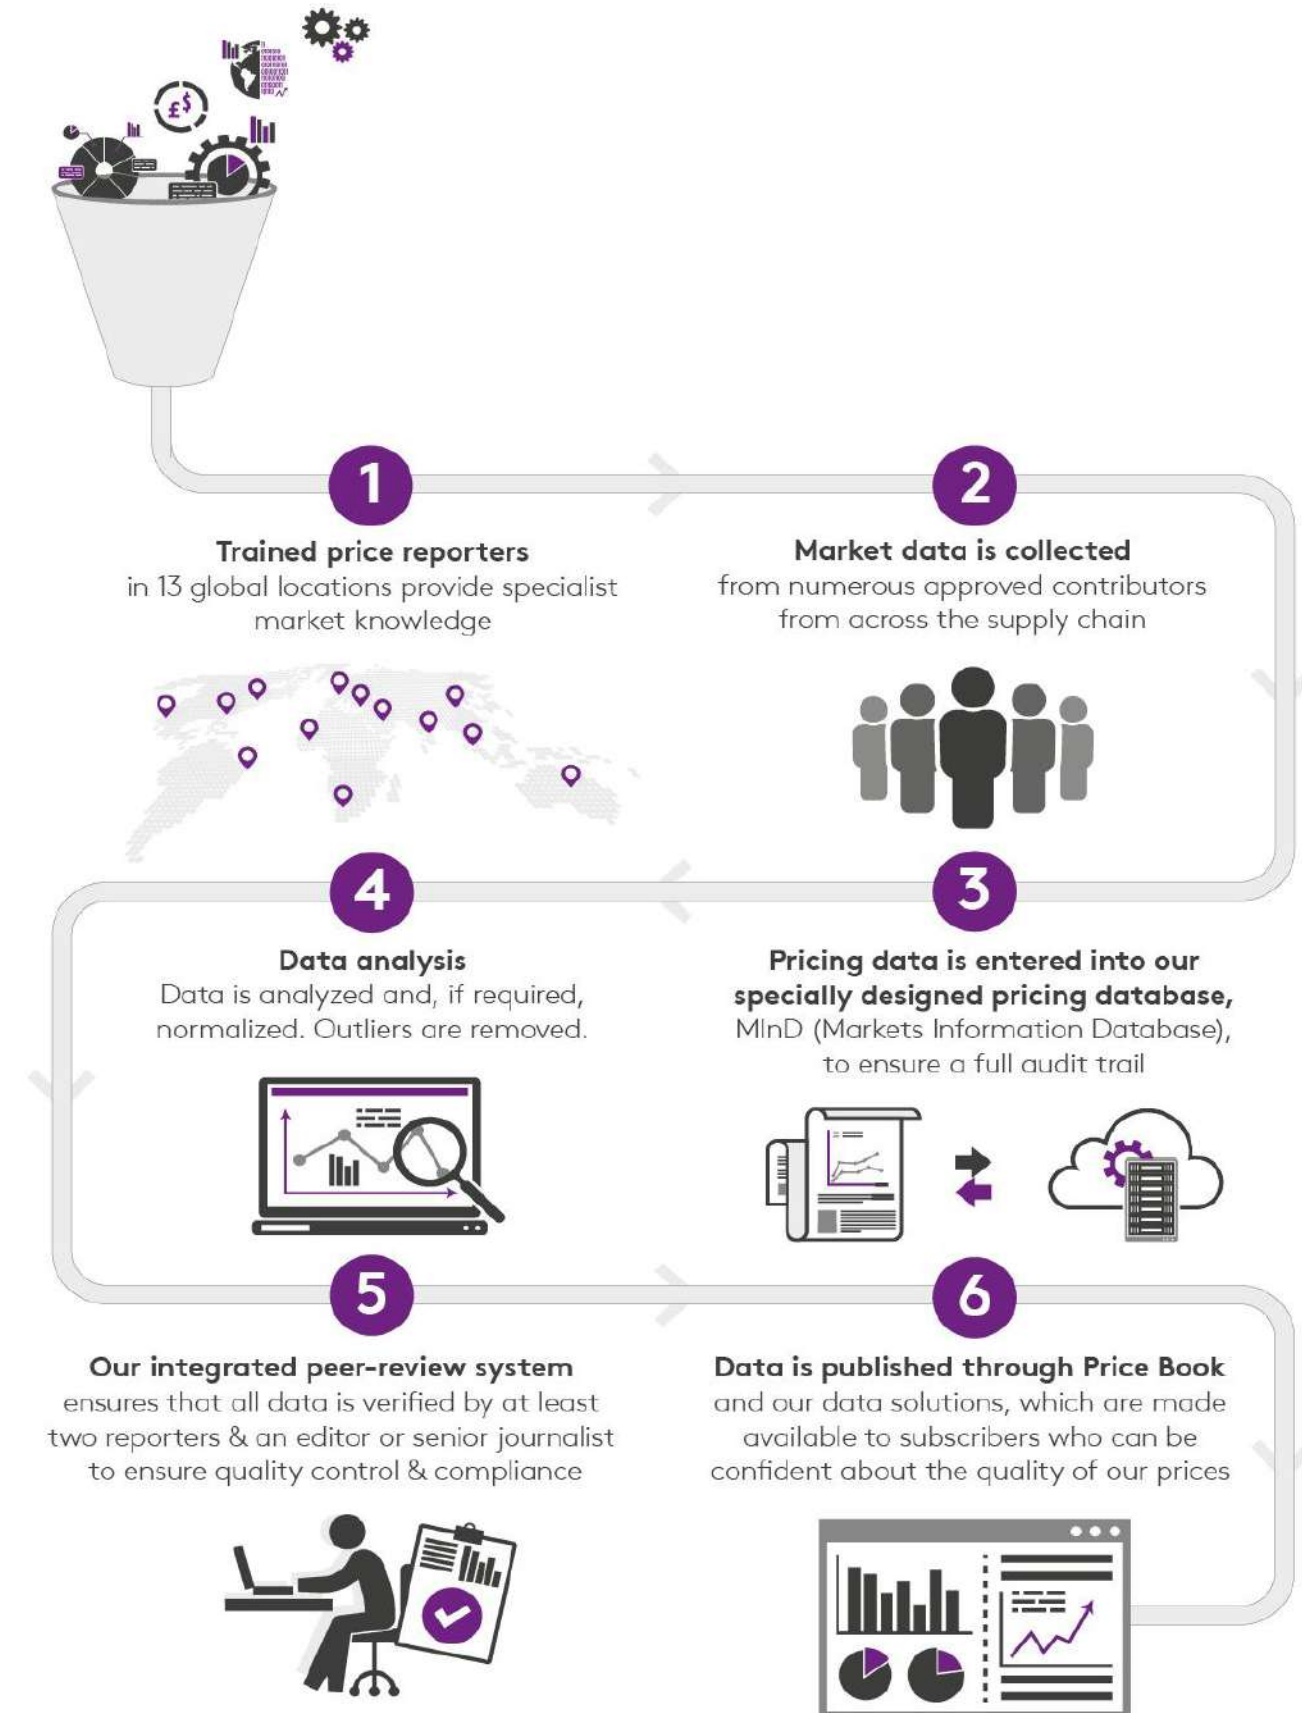 £$
1
Trained price reporters
in 13 global locations provide specialist
market knowledge
2
Market data is collected
from numerous approved contributors
from across the supply chain
3
Pricing data is entered into our
specially designed pricing database,
MInD (Markets Information Database),
to ensure a full audit trail
4
Data analysis
Data is analyzed and, if required,
normalized. Outliers are removed.
5
Our integrated peer-review system
ensures that all data is verified by at least
two reporters & an editor or senior journalist
to ensure quality control & compliance
6
Data is published through Price Book
and our data solutions, which are made
available to subscribers who can be
confident about the quality of our prices